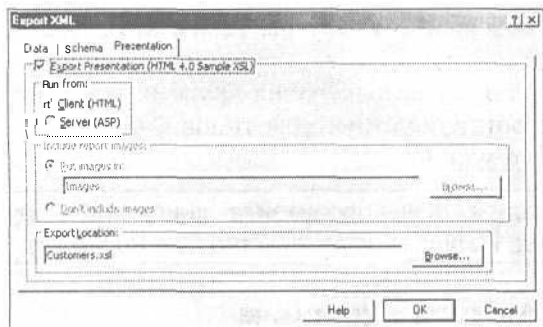 Export XML ? X
Data Schema Presentation
Export Presentation (HTML 4.0 Sample XSL)
Run from:
Client (HTML)
Server (ASP)
Include report images:
Put images in:
Images
Browse...
Don't include images
Export Location:
Customers.xsl
Browse...
Help OK Cancel